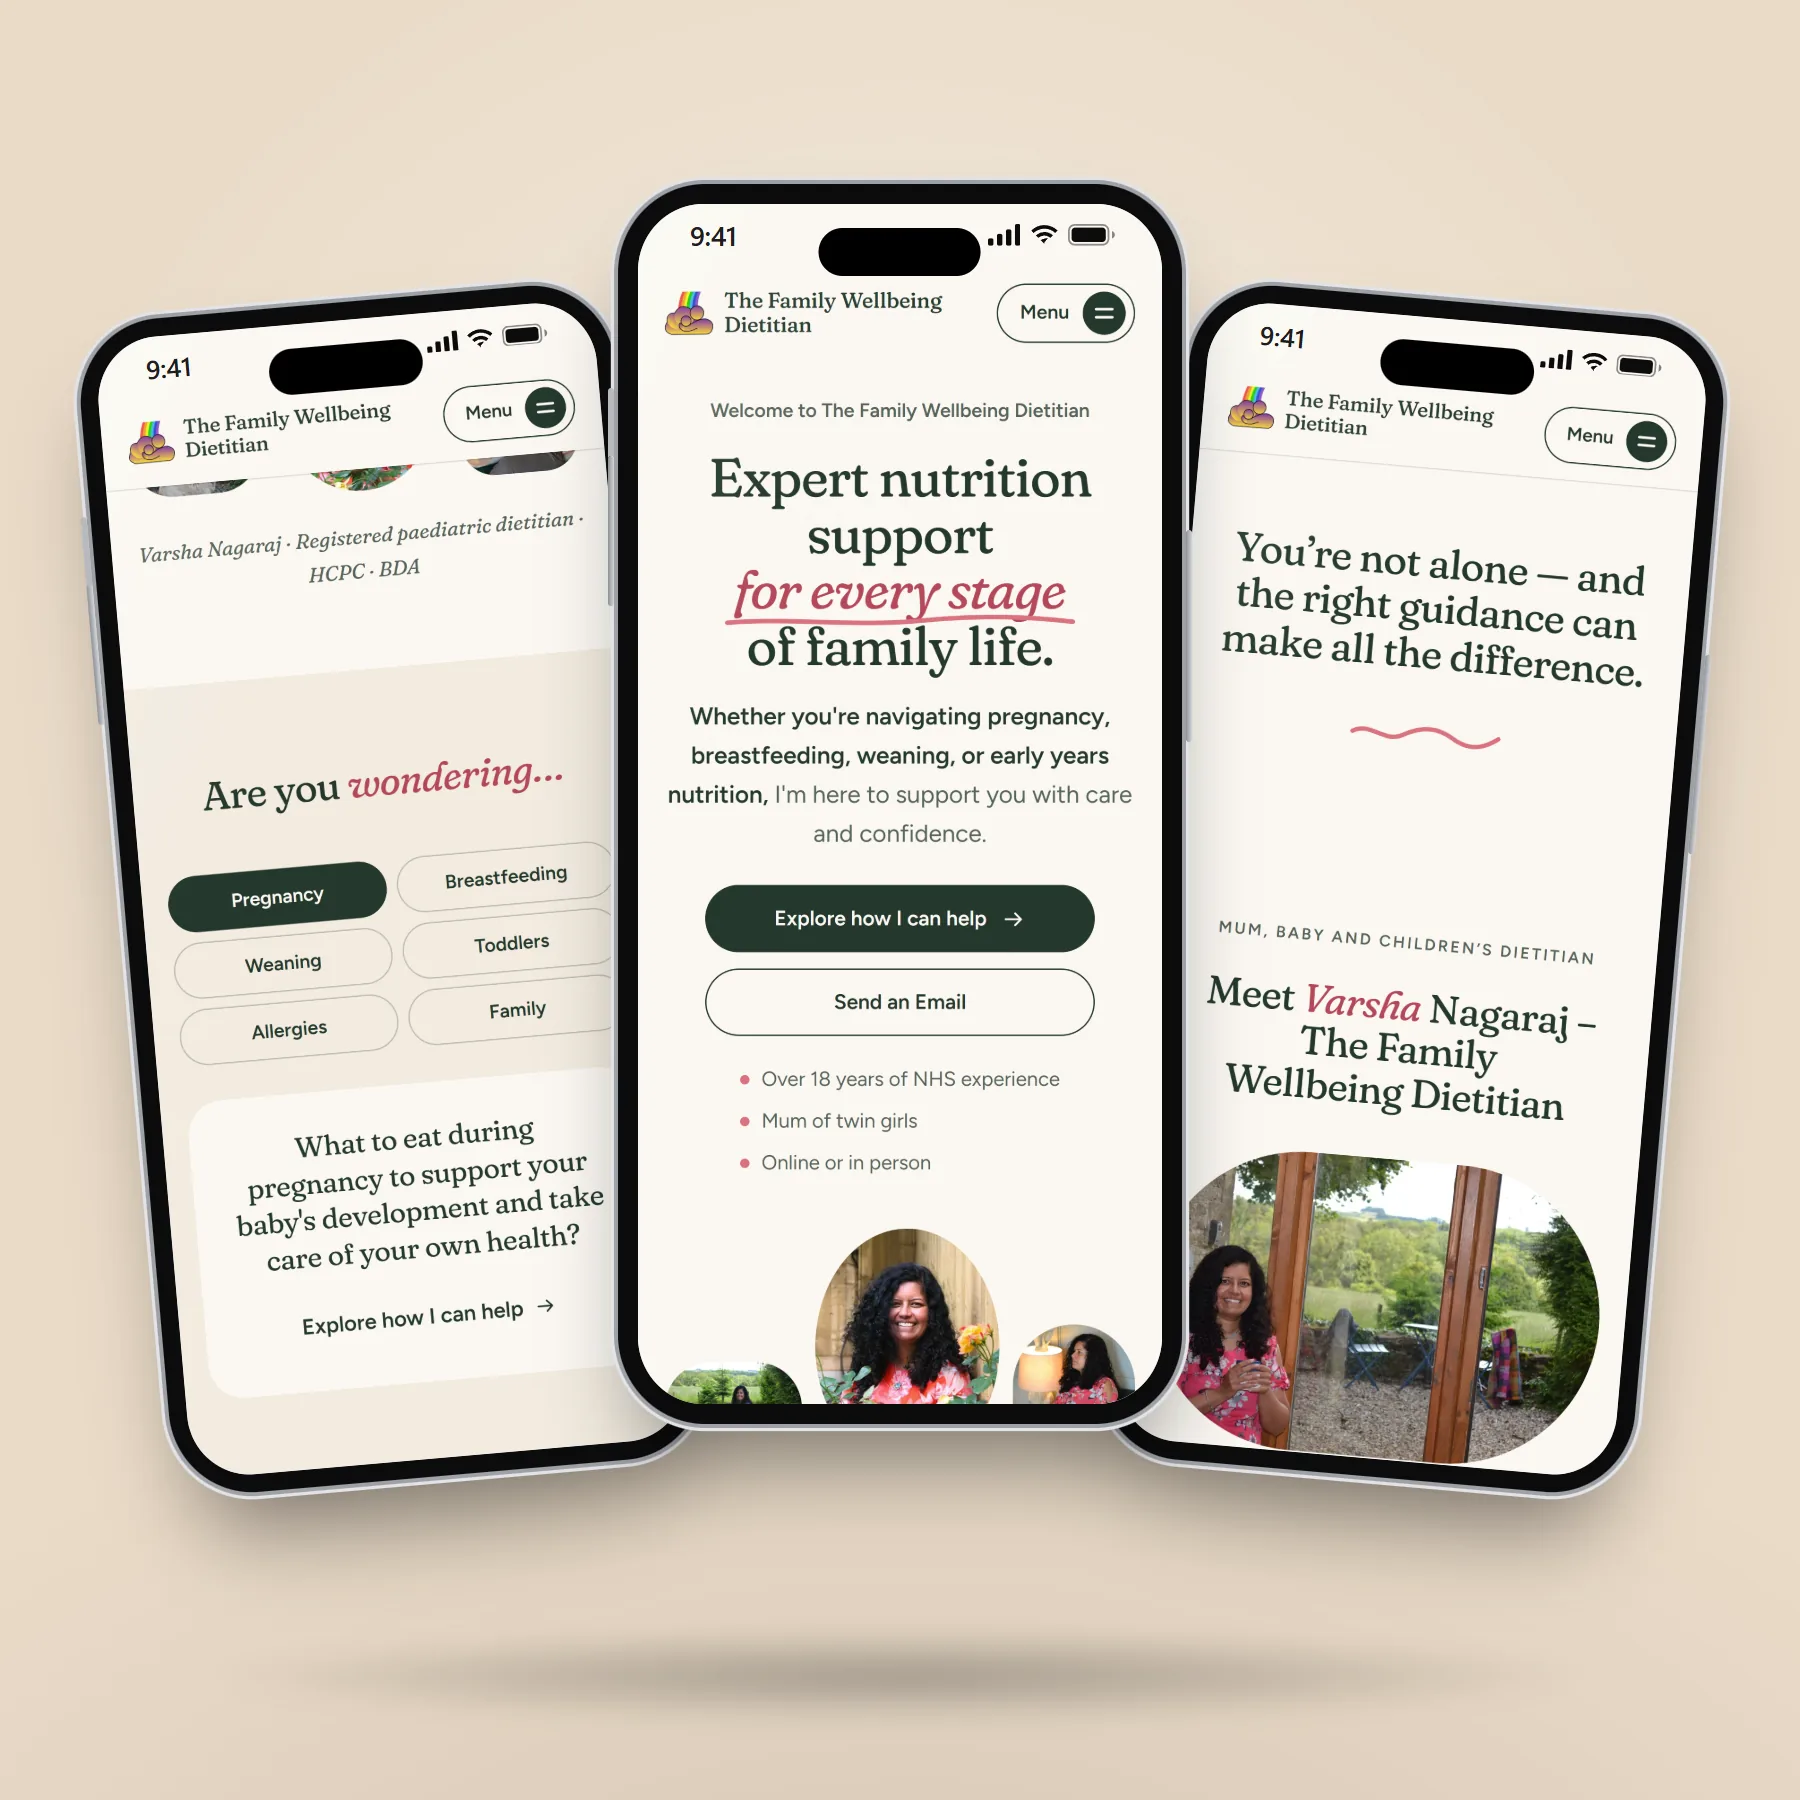 9:41
The Family Wellbeing
Dietitian
Menu
Varsha Nagaraj · Registered paediatric dietitian ·
HCPC · BDA
Are you wondering...
Pregnancy
Breastfeeding
Weaning
Toddlers
Allergies
Family
What to eat during
pregnancy to support your
baby's development and take
care of your own health?
Explore how I can help →
9:41
The Family Wellbeing
Dietitian
Menu
Welcome to The Family Wellbeing Dietitian
Expert nutrition
support
for every stage
of family life.
Whether you're navigating pregnancy,
breastfeeding, weaning, or early years
nutrition, I'm here to support you with care
and confidence.
Explore how I can help →
Send an Email
Over 18 years of NHS experience
Mum of twin girls
Online or in person
9:41
The Family Wellbeing
Dietitian
Menu
You’re not alone — and
the right guidance can
make all the difference.
MUM, BABY AND CHILDREN’S DIETITIAN
Meet Varsha Nagaraj –
The Family
Wellbeing Dietitian